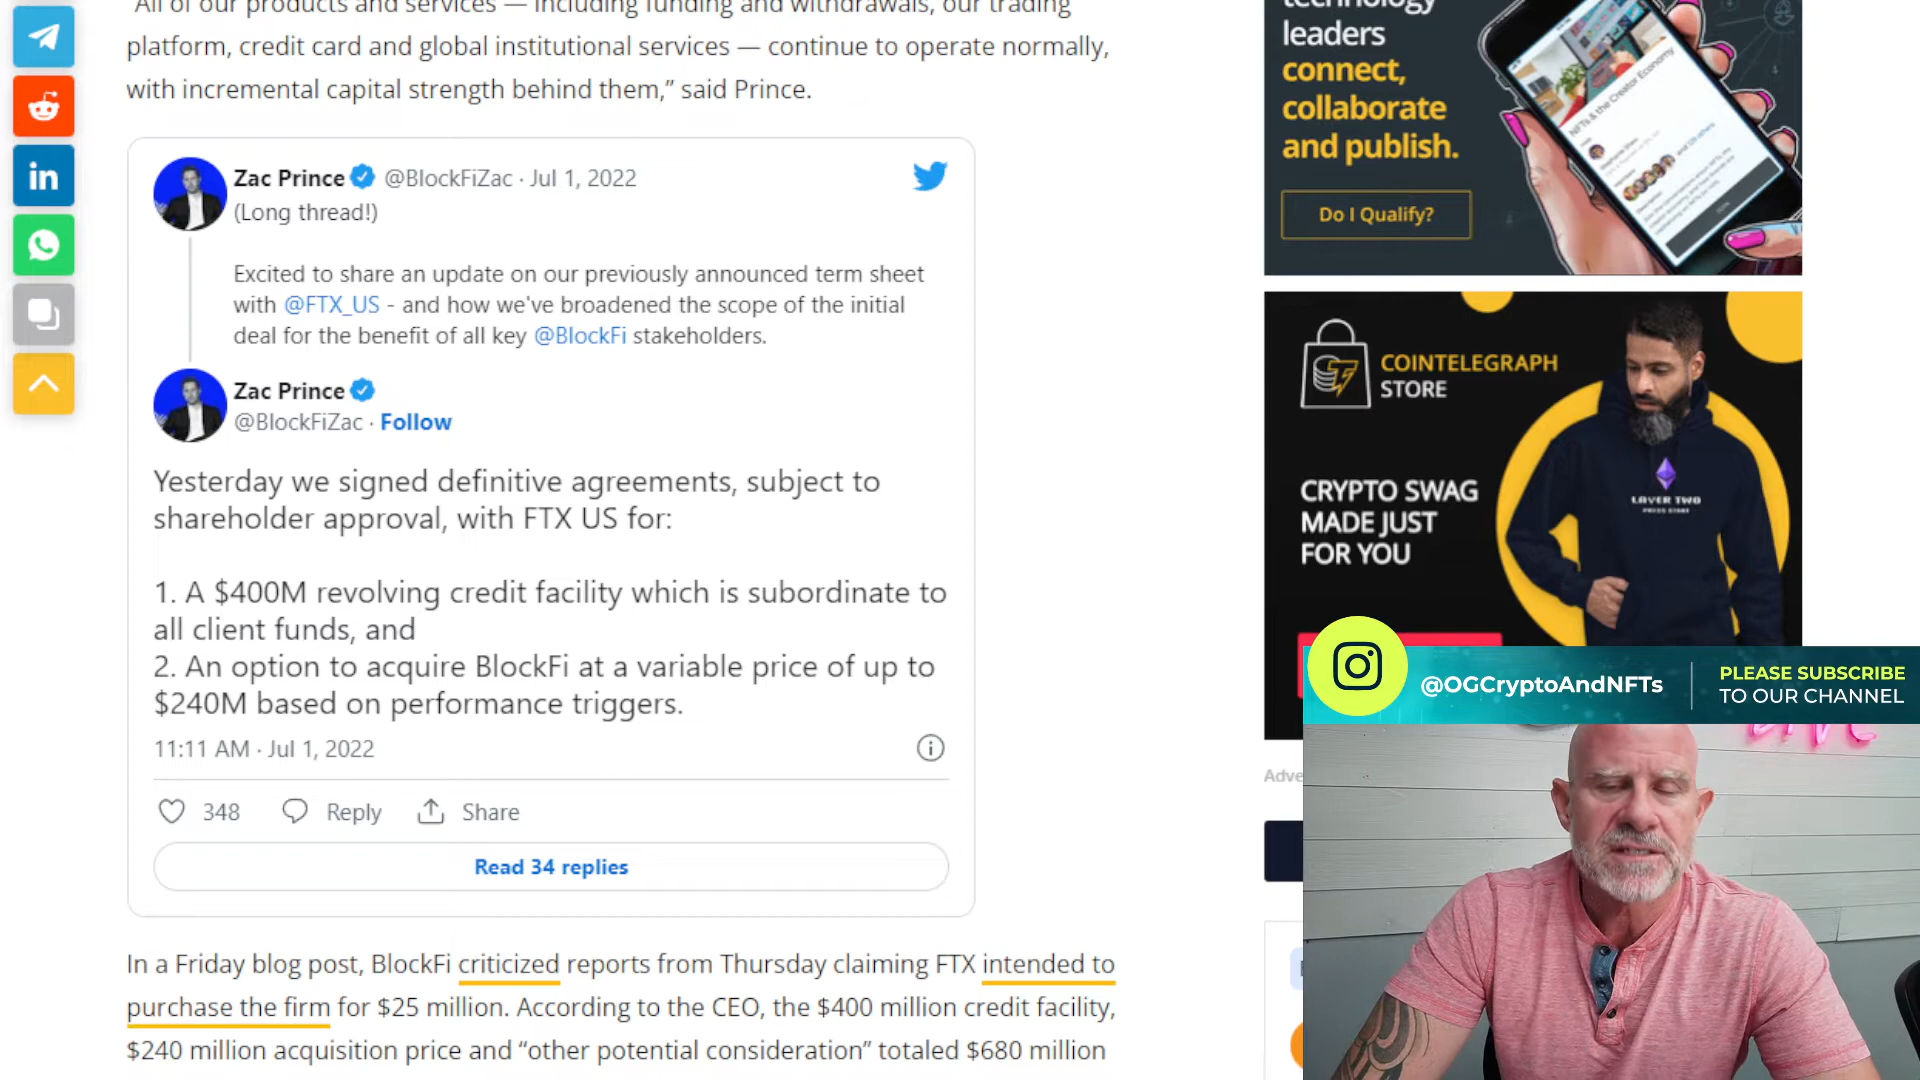 "All of our products and services — including funding and withdrawals, our trading
platform, credit card and global institutional services — continue to operate normally,
with incremental capital strength behind them," said Prince.
Zac Prince @BlockFiZac · Jul 1, 2022
(Long thread!)
Excited to share an update on our previously announced term sheet
with @FTX_US - and how we've broadened the scope of the initial
deal for the benefit of all key @BlockFi stakeholders.
Zac Prince
@BlockFiZac · Follow
Yesterday we signed definitive agreements, subject to
shareholder approval, with FTX US for:
1. A $400M revolving credit facility which is subordinate to
all client funds, and
2. An option to acquire BlockFi at a variable price of up to
$240M based on performance triggers.
11:11 AM · Jul 1, 2022
348 Reply Share
Read 34 replies
In a Friday blog post, BlockFi criticized reports from Thursday claiming FTX intended to
purchase the firm for $25 million. According to the CEO, the $400 million credit facility,
$240 million acquisition price and "other potential consideration" totaled $680 million
in
technology
leaders
connect,
collaborate
and publish.
Do I Qualify?
NFTs & the Creator Economy
COINTELEGRAPH
STORE
CRYPTO SWAG
MADE JUST
FOR YOU
LAYER TWO
Adve
@OGCryptoAndNFTs
PLEASE SUBSCRIBE
TO OUR CHANNEL